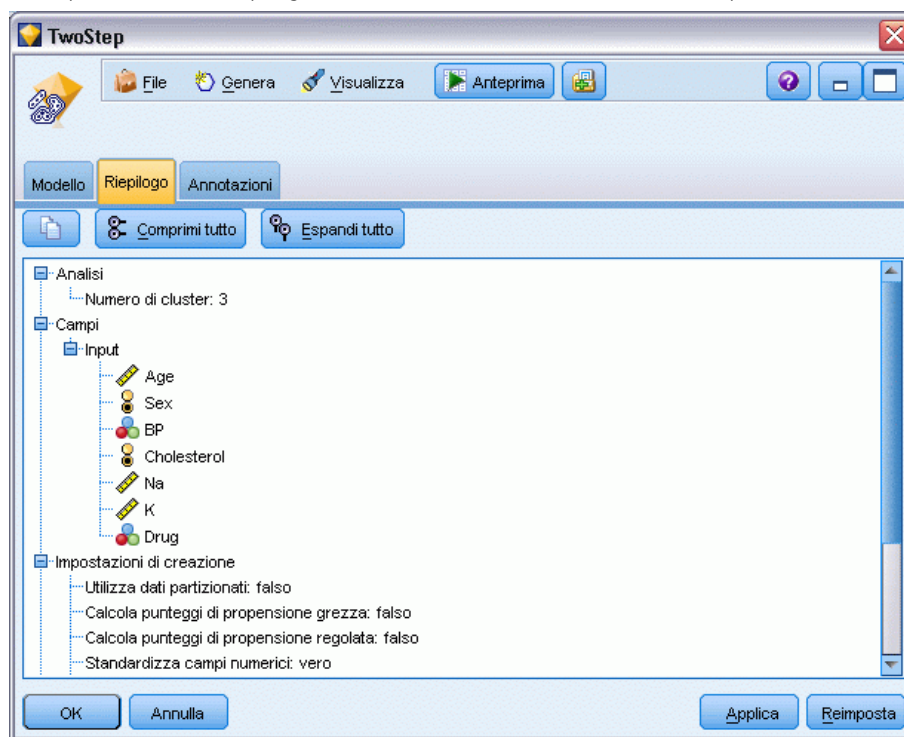 TwoStep
File Genera Visualizza Anteprima
Modello Riepilogo Annotazioni
Comprimi tutto Espandi tutto
Analisi
Numero di cluster: 3
Campi
Input
Age
Sex
BP
Cholesterol
Na
K
Drug
Impostazioni di creazione
Utilizza dati partizionati: falso
Calcola punteggi di propensione grezza: falso
Calcola punteggi di propensione regolata: falso
Standardizza campi numerici: vero
OK Annulla Applica Reimposta